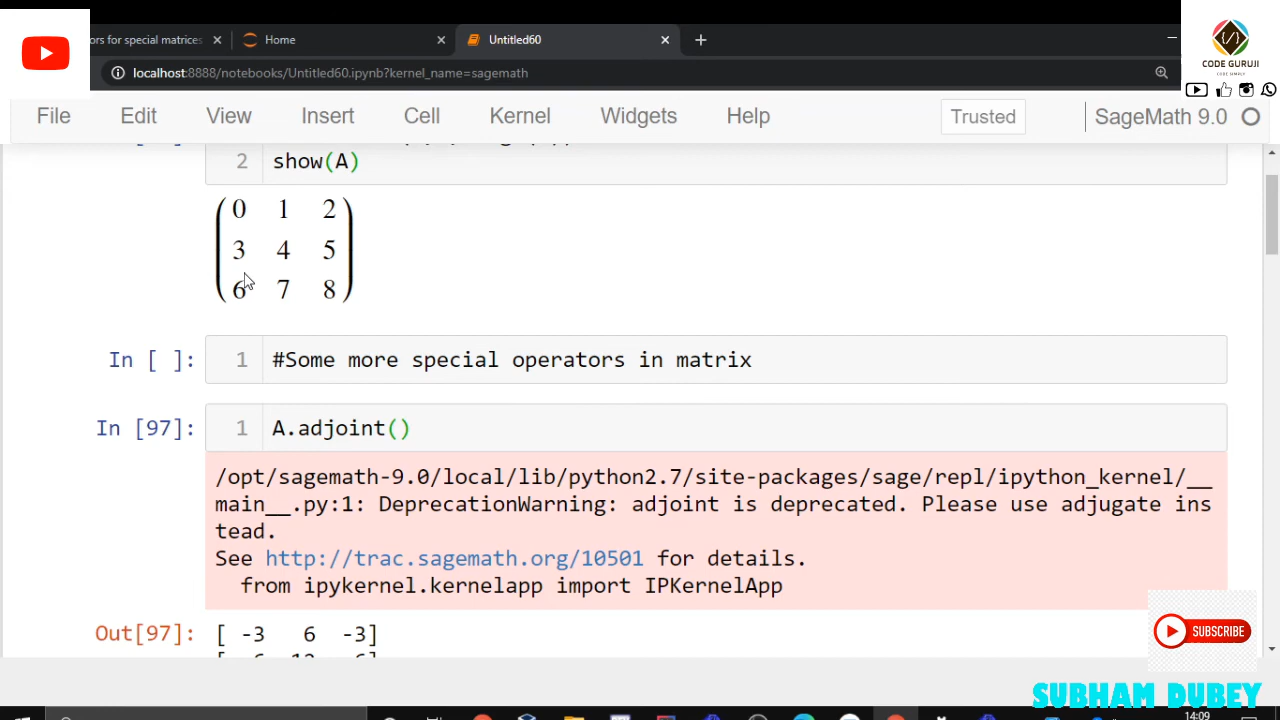 ors for special matrices
Home
Untitled60
CODE GURUJI
CODE SIMPLY
localhost:8888/notebooks/Untitled60.ipynb?kernel_name=sagemath
File Edit View Insert Cell Kernel Widgets Help Trusted SageMath 9.0
2 show(A)
0 1 2
3 4 5
6 7 8
In [ ]: 1 #Some more special operators in matrix
In [97]: 1 A.adjoint()
/opt/sagemath-9.0/local/lib/python2.7/site-packages/sage/repl/ipython_kernel/__
main__.py:1: DeprecationWarning: adjoint is deprecated. Please use adjugate ins
tead.
See http://trac.sagemath.org/10501 for details.
from ipykernel.kernelapp import IPKernelApp
Out[97]: [ -3 6 -3]
SUBSCRIBE
SUBHAM DUBEY
14:09